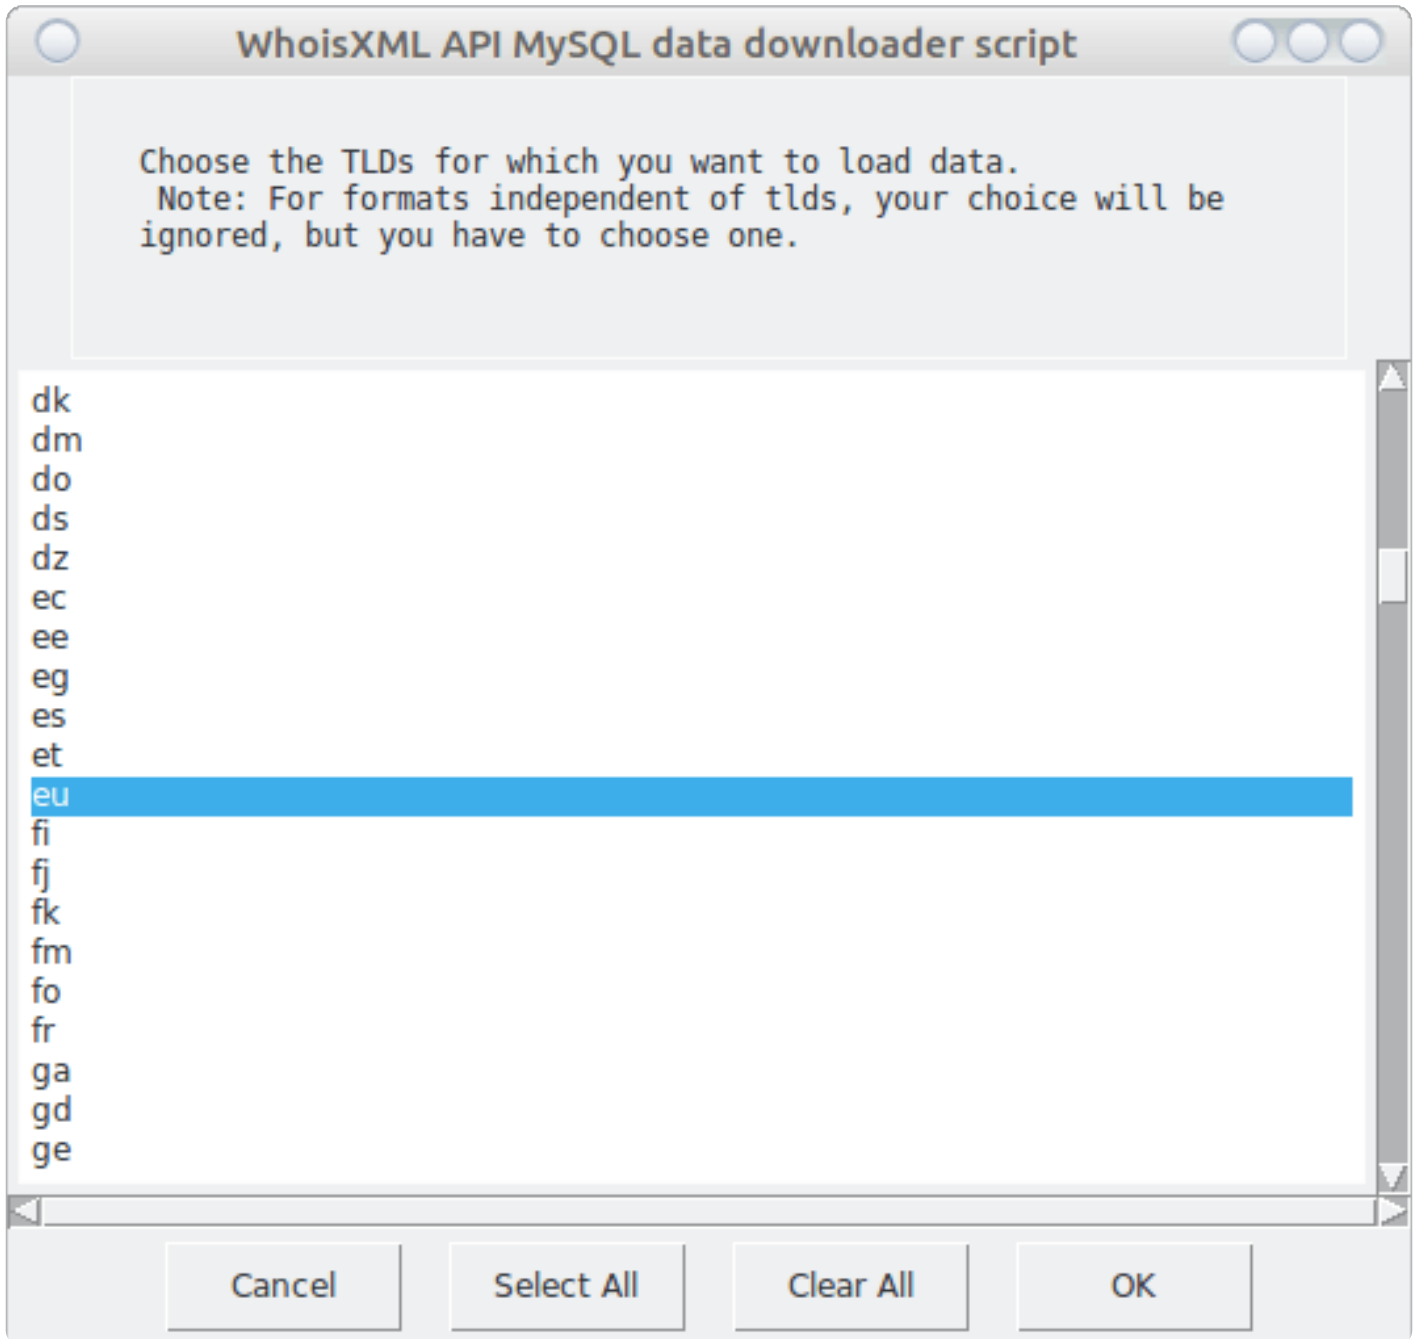 WhoisXML API MySQL data downloader script
Choose the TLDs for which you want to load data.
Note: For formats independent of tlds, your choice will be
ignored, but you have to choose one.
dk
dm
do
ds
dz
ec
ee
eg
es
et
eu
fi
fj
fk
fm
fo
fr
ga
gd
ge
Cancel
Select All
Clear All
OK